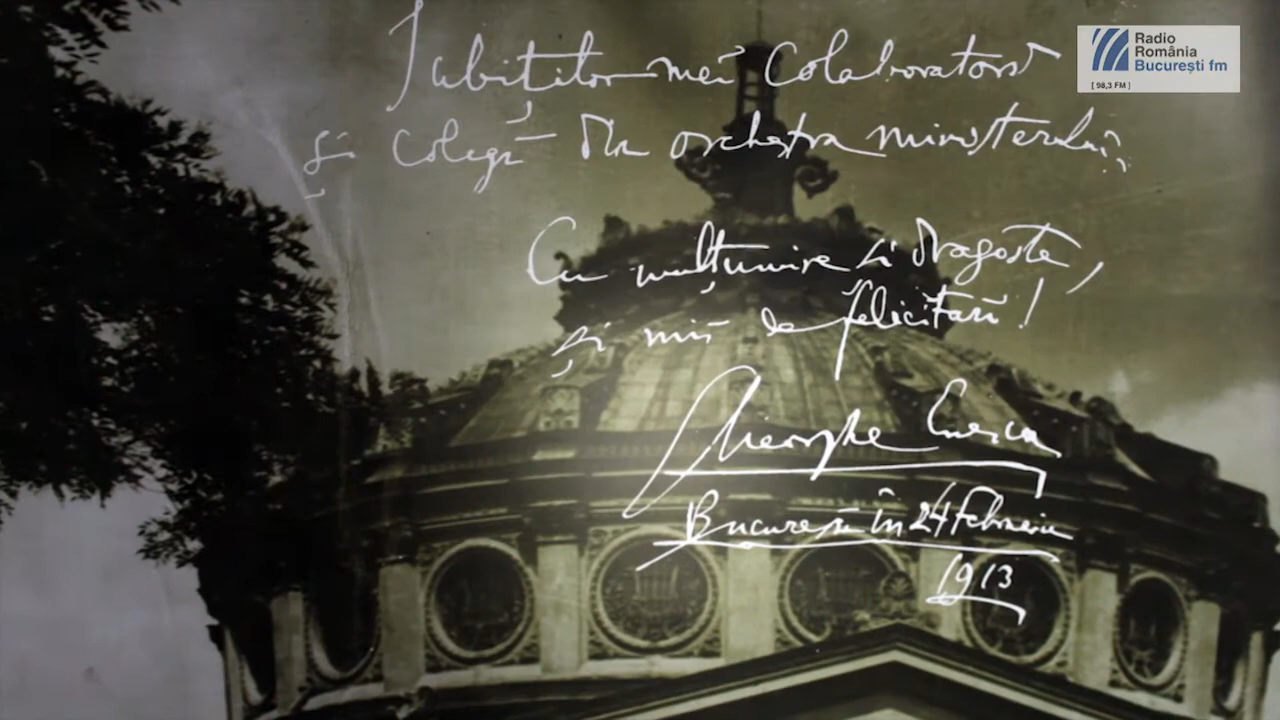 Iubiților mei Colaboratori
și Colegi din orchestra ministerului,
Cu mulțumire și dragoste,
și mii de felicitări!
Gheorghe Enescu
București în 24 Februarie
1913
Radio
România
București fm
[ 98,3 FM ]